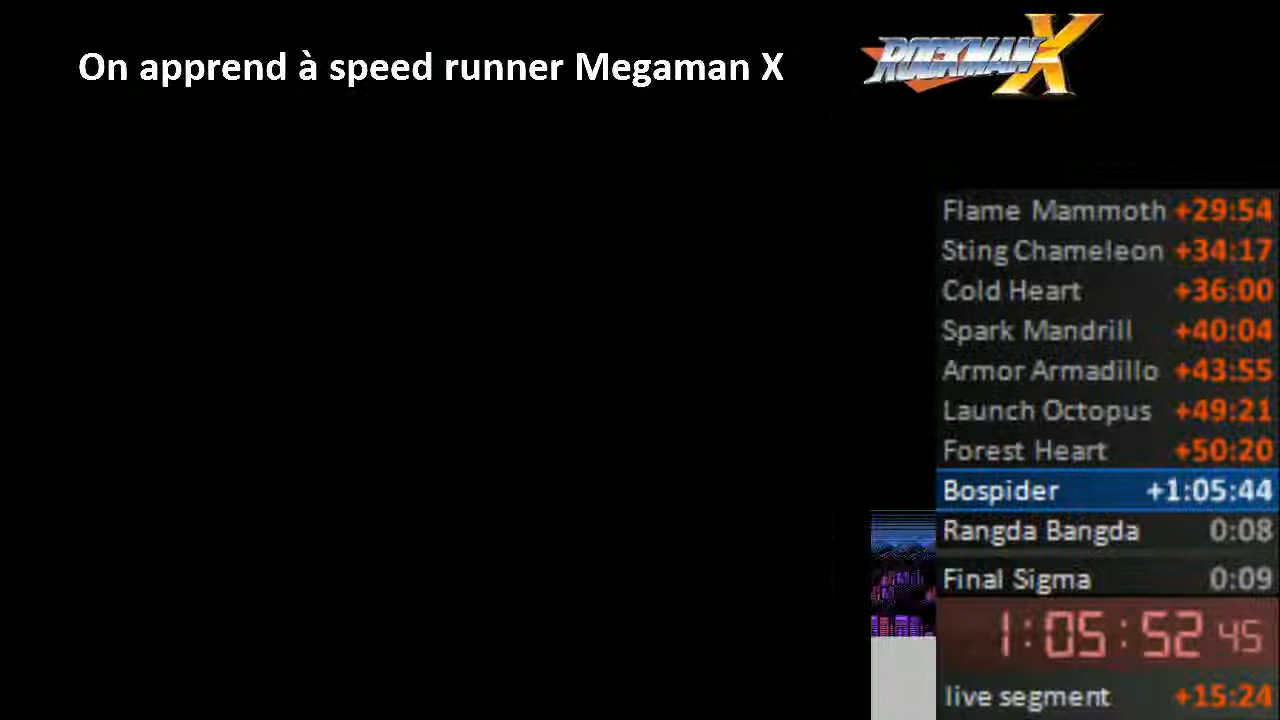 On apprend à speed runner Megaman X
ROCKMAN X
Flame Mammoth +29:54
Sting Chameleon +34:17
Cold Heart +36:00
Spark Mandrill +40:04
Armor Armadillo +43:55
Launch Octopus +49:21
Forest Heart +50:20
Bospider +1:05:44
Rangda Bangda 0:08
Final Sigma 0:09
1:05:52 45
live segment +15:24